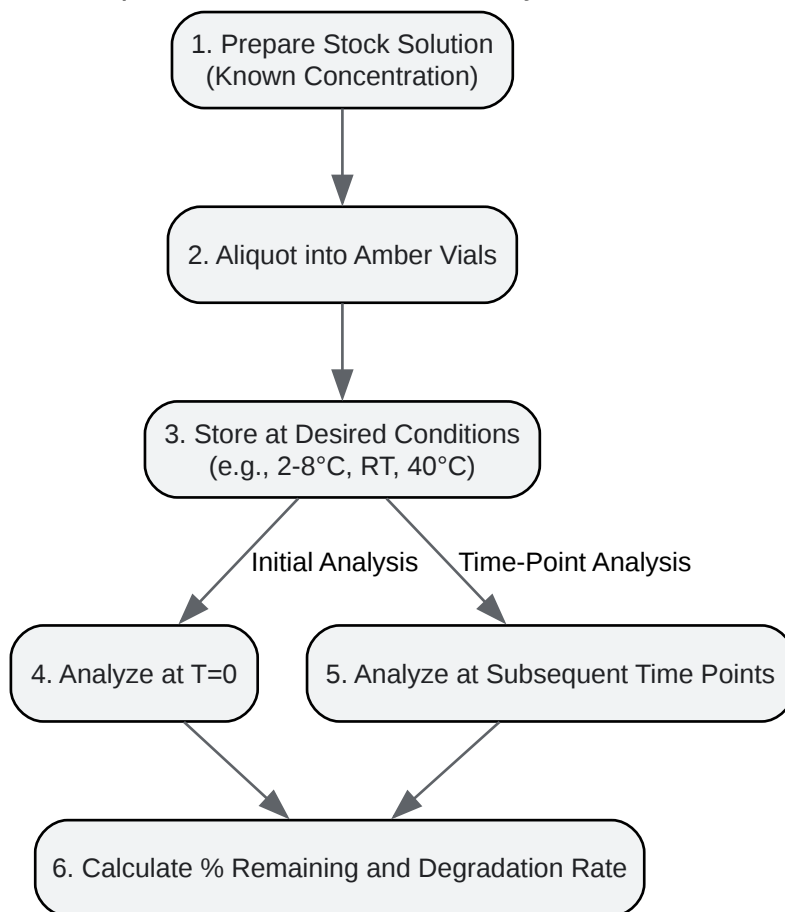 1. Prepare Stock Solution
(Known Concentration)
2. Aliquot into Amber Vials
3. Store at Desired Conditions
(e.g., 2-8°C, RT, 40°C)
Initial Analysis
Time-Point Analysis
4. Analyze at T=0
5. Analyze at Subsequent Time Points
6. Calculate % Remaining and Degradation Rate